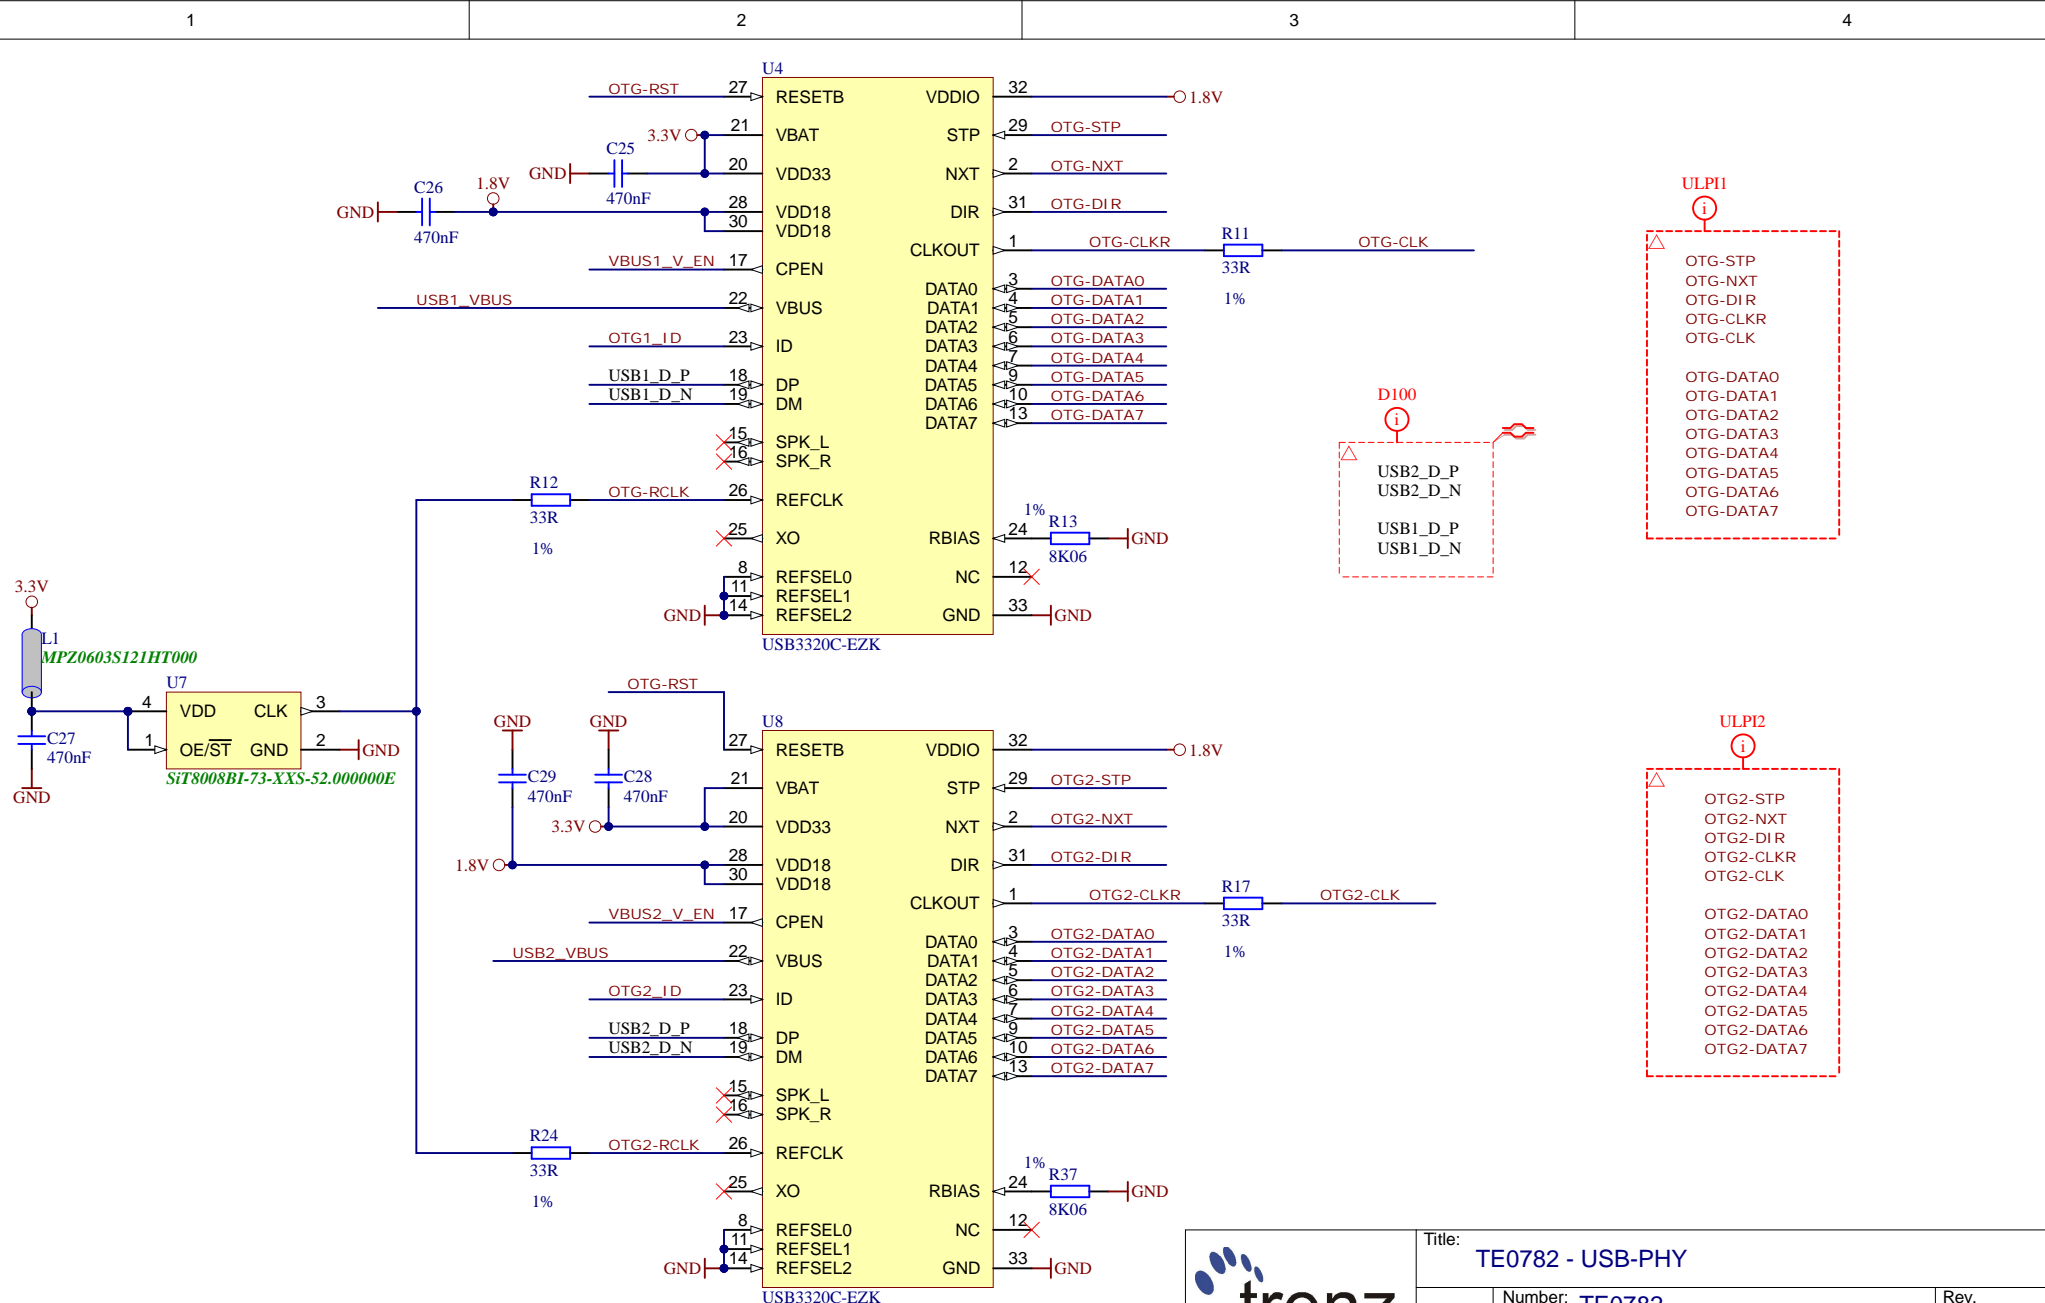 1 2 3 4
U4
OTG-RST 27 RESETB VDDIO 32 1.8V
3.3V 21 VBAT STP 29 OTG-STP
C25
GND 470nF 20 VDD33 NXT 2 OTG-NXT
C26 1.8V
GND 470nF 28 VDD18 DIR 31 OTG-DIR
30 VDD18
CLKOUT 1 OTG-CLKR R11 OTG-CLK
33R
1%
VBUS1_V_EN 17 CPEN
DATA0 3 OTG-DATA0
USB1_VBUS 22 VBUS DATA1 4 OTG-DATA1
DATA2 5 OTG-DATA2
OTG1_ID 23 ID DATA3 6 OTG-DATA3
DATA4 7 OTG-DATA4
USB1_D_P 18 DP DATA5 9 OTG-DATA5
USB1_D_N 19 DM DATA6 10 OTG-DATA6
DATA7 13 OTG-DATA7
15 SPK_L
16 SPK_R
R12
33R
1%
OTG-RCLK 26 REFCLK
25 XO RBIAS 24 1% R13 8K06 GND
8 REFSEL0 NC 12
11 REFSEL1
GND 14 REFSEL2 GND 33 GND
USB3320C-EZK
ULPI1
i
OTG-STP
OTG-NXT
OTG-DIR
OTG-CLKR
OTG-CLK
OTG-DATA0
OTG-DATA1
OTG-DATA2
OTG-DATA3
OTG-DATA4
OTG-DATA5
OTG-DATA6
OTG-DATA7
D100
i
USB2_D_P
USB2_D_N
USB1_D_P
USB1_D_N
3.3V
L1
MPZ0603S121HT000
U7
4 VDD CLK 3
1 OE/ST GND 2 GND
SiT8008BI-73-XXS-52.000000E
C27
470nF
GND
OTG-RST
GND GND
U8
27 RESETB VDDIO 32 1.8V
C29 C28
470nF 470nF
21 VBAT STP 29 OTG2-STP
3.3V 20 VDD33 NXT 2 OTG2-NXT
1.8V 28 VDD18 DIR 31 OTG2-DIR
30 VDD18
CLKOUT 1 OTG2-CLKR R17 OTG2-CLK
33R
1%
VBUS2_V_EN 17 CPEN
DATA0 3 OTG2-DATA0
USB2_VBUS 22 VBUS DATA1 4 OTG2-DATA1
DATA2 5 OTG2-DATA2
OTG2_ID 23 ID DATA3 6 OTG2-DATA3
DATA4 7 OTG2-DATA4
USB2_D_P 18 DP DATA5 9 OTG2-DATA5
USB2_D_N 19 DM DATA6 10 OTG2-DATA6
DATA7 13 OTG2-DATA7
15 SPK_L
16 SPK_R
R24
33R
1%
OTG2-RCLK 26 REFCLK
25 XO RBIAS 24 1% R37 8K06 GND
8 REFSEL0 NC 12
11 REFSEL1
GND 14 REFSEL2 GND 33 GND
USB3320C-EZK
ULPI2
i
OTG2-STP
OTG2-NXT
OTG2-DIR
OTG2-CLKR
OTG2-CLK
OTG2-DATA0
OTG2-DATA1
OTG2-DATA2
OTG2-DATA3
OTG2-DATA4
OTG2-DATA5
OTG2-DATA6
OTG2-DATA7
Title:
TE0782 - USB-PHY
trenz
Number: TE0782
Rev.